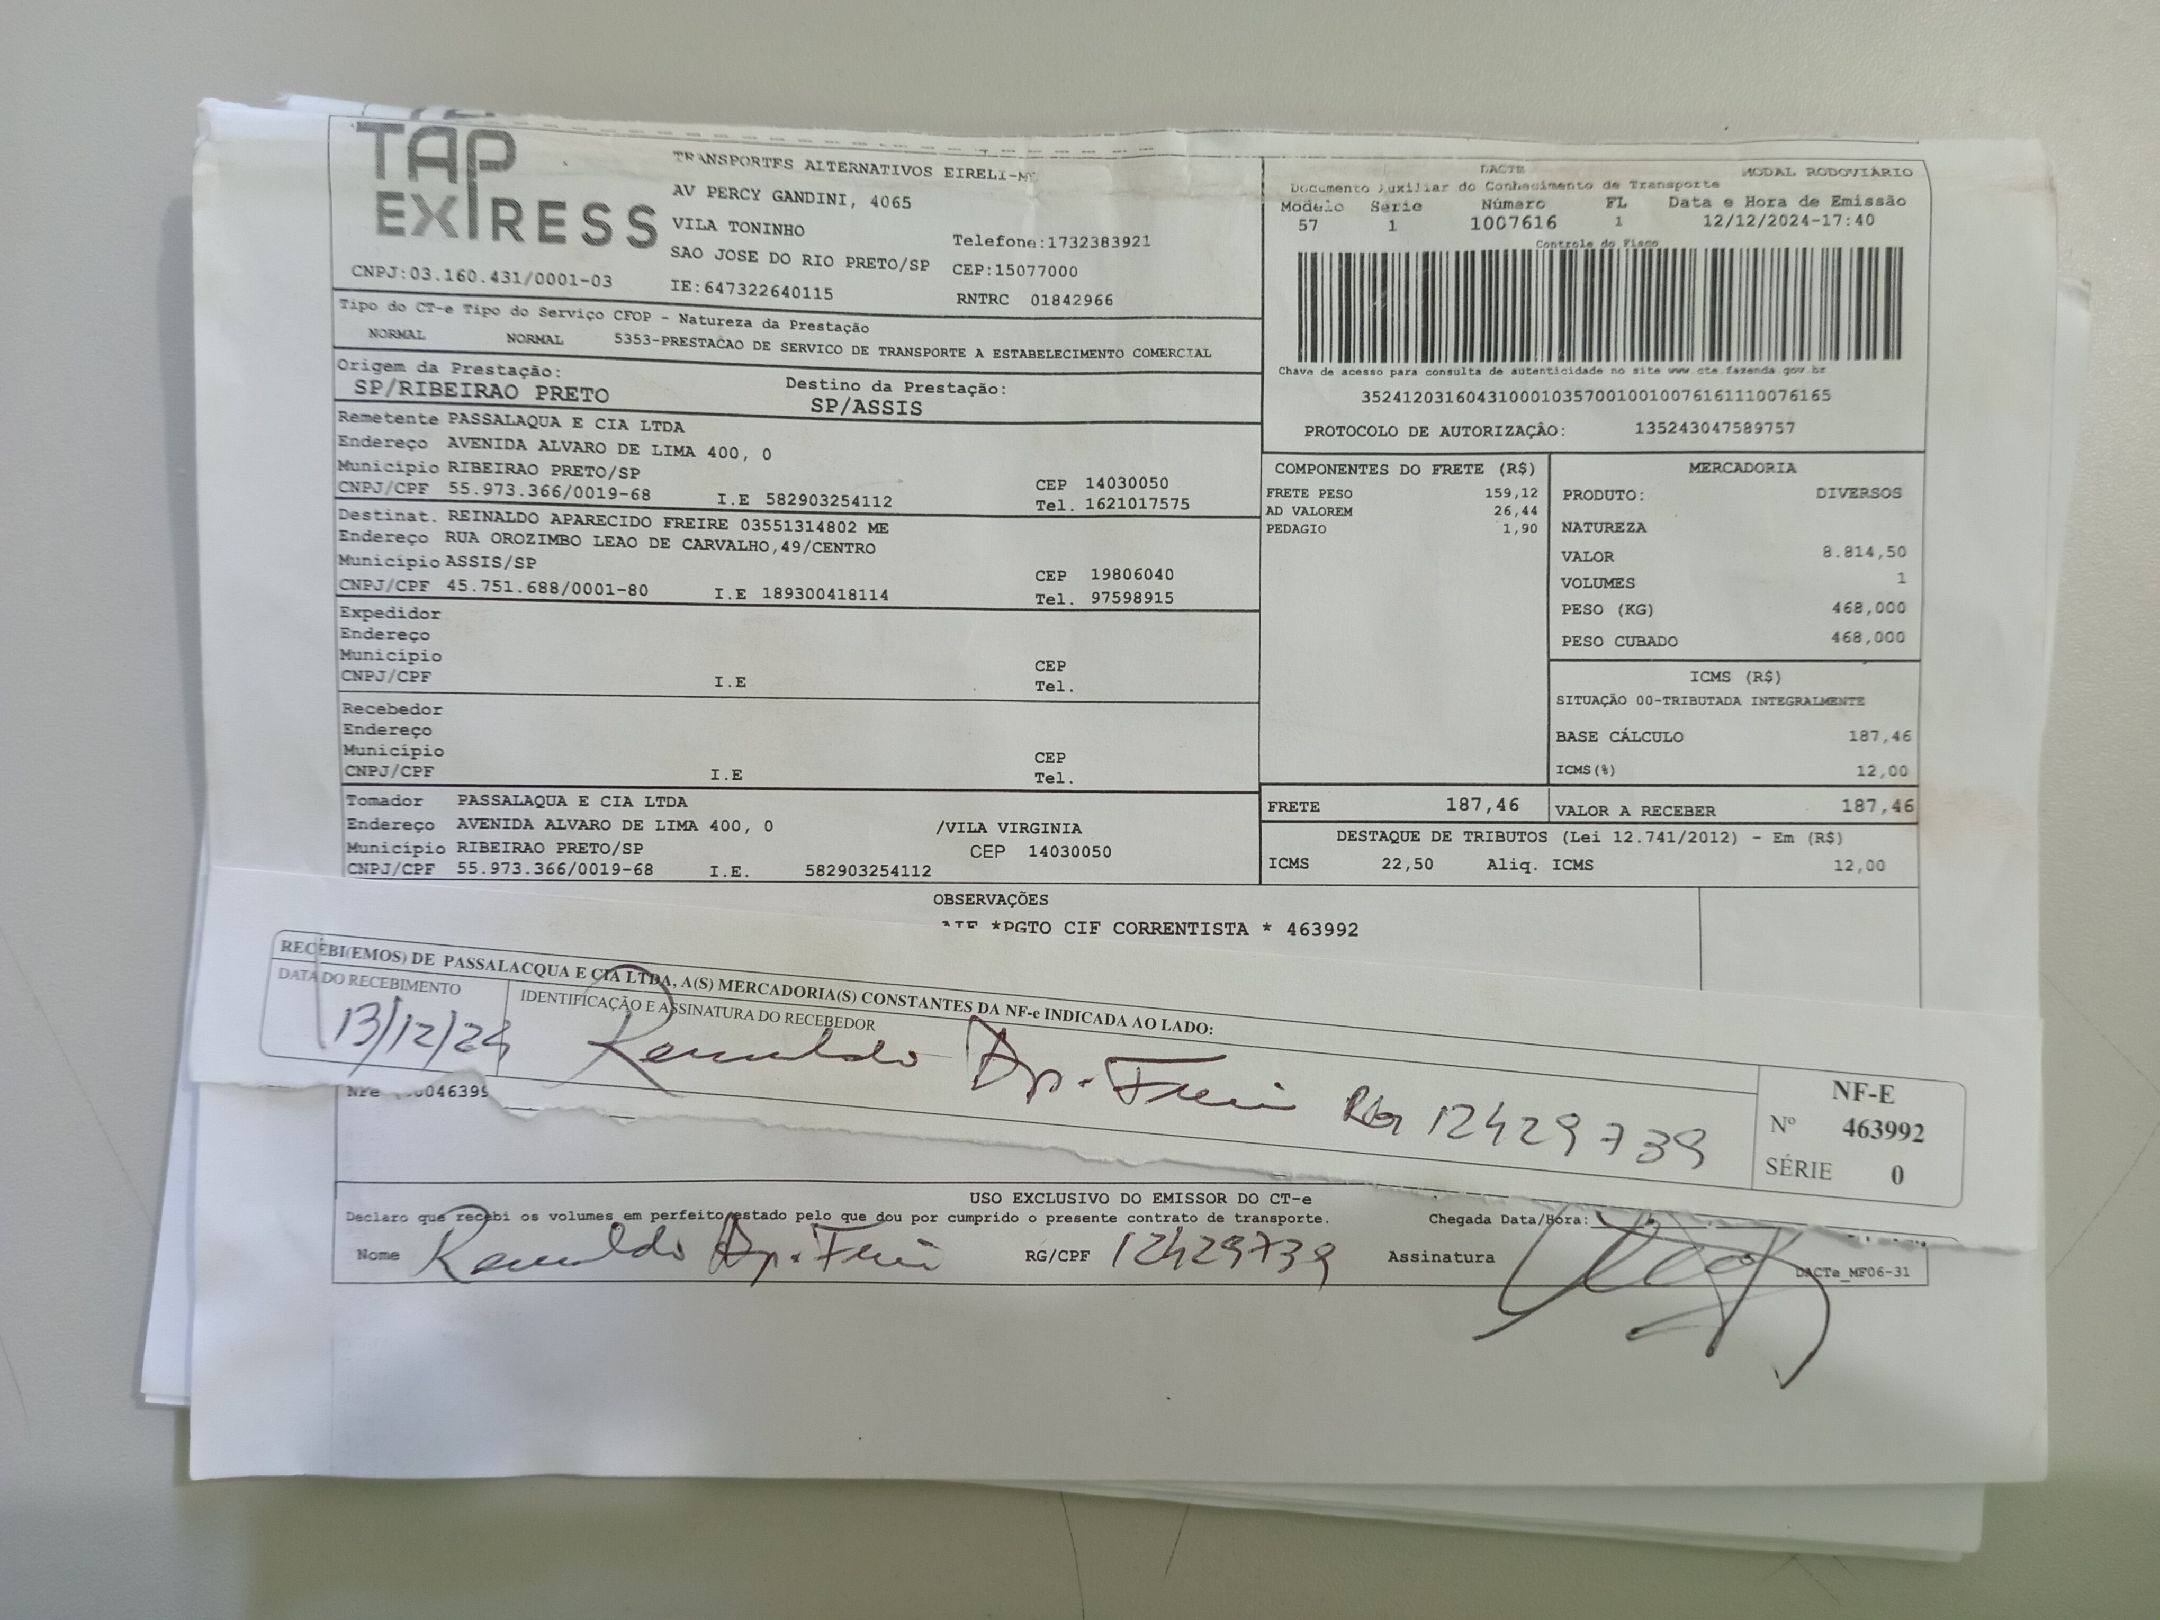 TAP
EXPRESS
CNPJ:03.160.431/0001-03
TRANSPORTES ALTERNATIVOS EIRELI-ME
AV PERCY GANDINI, 4065
VILA TONINHO
SAO JOSE DO RIO PRETO/SP
IE:647322640115
Telefone:1732383921
CEP:15077000
RNTRC 01842966
DACTE
MODAL RODOVIÁRIO
Documento Auxiliar do Conhecimento de Transporte
Modelo Serie Número FL Data e Hora de Emissão
57 1 1007616 1 12/12/2024-17:40
Controle do Fisco
Chave de acesso para consulta de autenticidade no site www.cte.fazenda.gov.br
35241203160431000103570010010076161110076165
PROTOCOLO DE AUTORIZAÇÂO: 135243047589757
Tipo do CT-e Tipo do Serviço CFOP - Natureza da Prestação
NORMAL NORMAL 5353-PRESTACAO DE SERVICO DE TRANSPORTE A ESTABELECIMENTO COMERCIAL
Origem da Prestação: Destino da Prestação:
SP/RIBEIRAO PRETO SP/ASSIS
Remetente PASSALAQUA E CIA LTDA
Endereço AVENIDA ALVARO DE LIMA 400, 0
Município RIBEIRAO PRETO/SP CEP 14030050
CNPJ/CPF 55.973.366/0019-68 I.E 582903254112 Tel. 1621017575
Destinat. REINALDO APARECIDO FREIRE 03551314802 ME
Endereço RUA OROZIMBO LEAO DE CARVALHO,49/CENTRO
Município ASSIS/SP CEP 19806040
CNPJ/CPF 45.751.688/0001-80 I.E 189300418114 Tel. 97598915
Expedidor
Endereço
Município CEP
CNPJ/CPF I.E Tel.
Recebedor
Endereço
Município CEP
CNPJ/CPF I.E Tel.
Tomador PASSALAQUA E CIA LTDA
Endereço AVENIDA ALVARO DE LIMA 400, 0 /VILA VIRGINIA
Município RIBEIRAO PRETO/SP CEP 14030050
CNPJ/CPF 55.973.366/0019-68 I.E. 582903254112
COMPONENTES DO FRETE (R$)
FRETE PESO 159,12
AD VALOREM 26,44
PEDAGIO 1,90
MERCADORIA
PRODUTO: DIVERSOS
NATUREZA
VALOR 8.814,50
VOLUMES 1
PESO (KG) 468,000
PESO CUBADO 468,000
ICMS (R$)
SITUAÇÃO 00-TRIBUTADA INTEGRALMENTE
BASE CÁLCULO 187,46
ICMS(%) 12,00
FRETE 187,46 VALOR A RECEBER 187,46
DESTAQUE DE TRIBUTOS (Lei 12.741/2012) - Em (R$)
ICMS 22,50 Aliq. ICMS 12,00
OBSERVAÇÕES
*PGTO CIF CORRENTISTA * 463992
RECEBI(EMOS) DE PASSALACQUA E CIA LTDA, A(S) MERCADORIA(S) CONSTANTES DA NF-e INDICADA AO LADO:
DATA DO RECEBIMENTO IDENTIFICAÇÃO E ASSINATURA DO RECEBEDOR
13/12/24 Reinaldo Ap. Freire RG 12429739
NF-E
Nº 463992
SÉRIE 0
USO EXCLUSIVO DO EMISSOR DO CT-e
Declaro que recebi os volumes em perfeito estado pelo que dou por cumprido o presente contrato de transporte. Chegada Data/Hora:
Nome Reinaldo Ap. Freire RG/CPF 12429739 Assinatura
DACTe_MF06-31